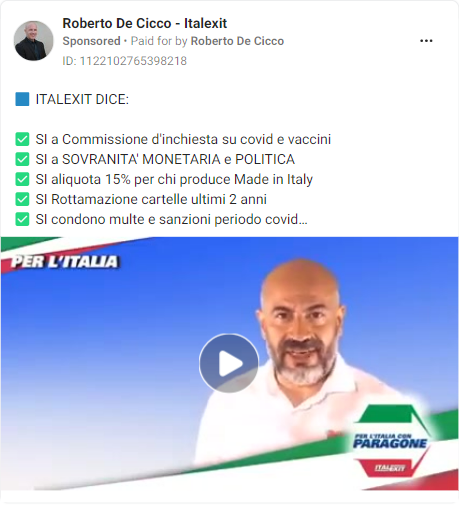 Roberto De Cicco - Italexit
Sponsored • Paid for by Roberto De Cicco
ID: 1122102765398218
ITALEXIT DICE:
SI a Commissione d'inchiesta su covid e vaccini
SI a SOVRANITA' MONETARIA e POLITICA
SI aliquota 15% per chi produce Made in Italy
SI Rottamazione cartelle ultimi 2 anni
SI condono multe e sanzioni periodo covid...
PER L'ITALIA
PER L'ITALIA CON
PARAGONE
ITALEXIT